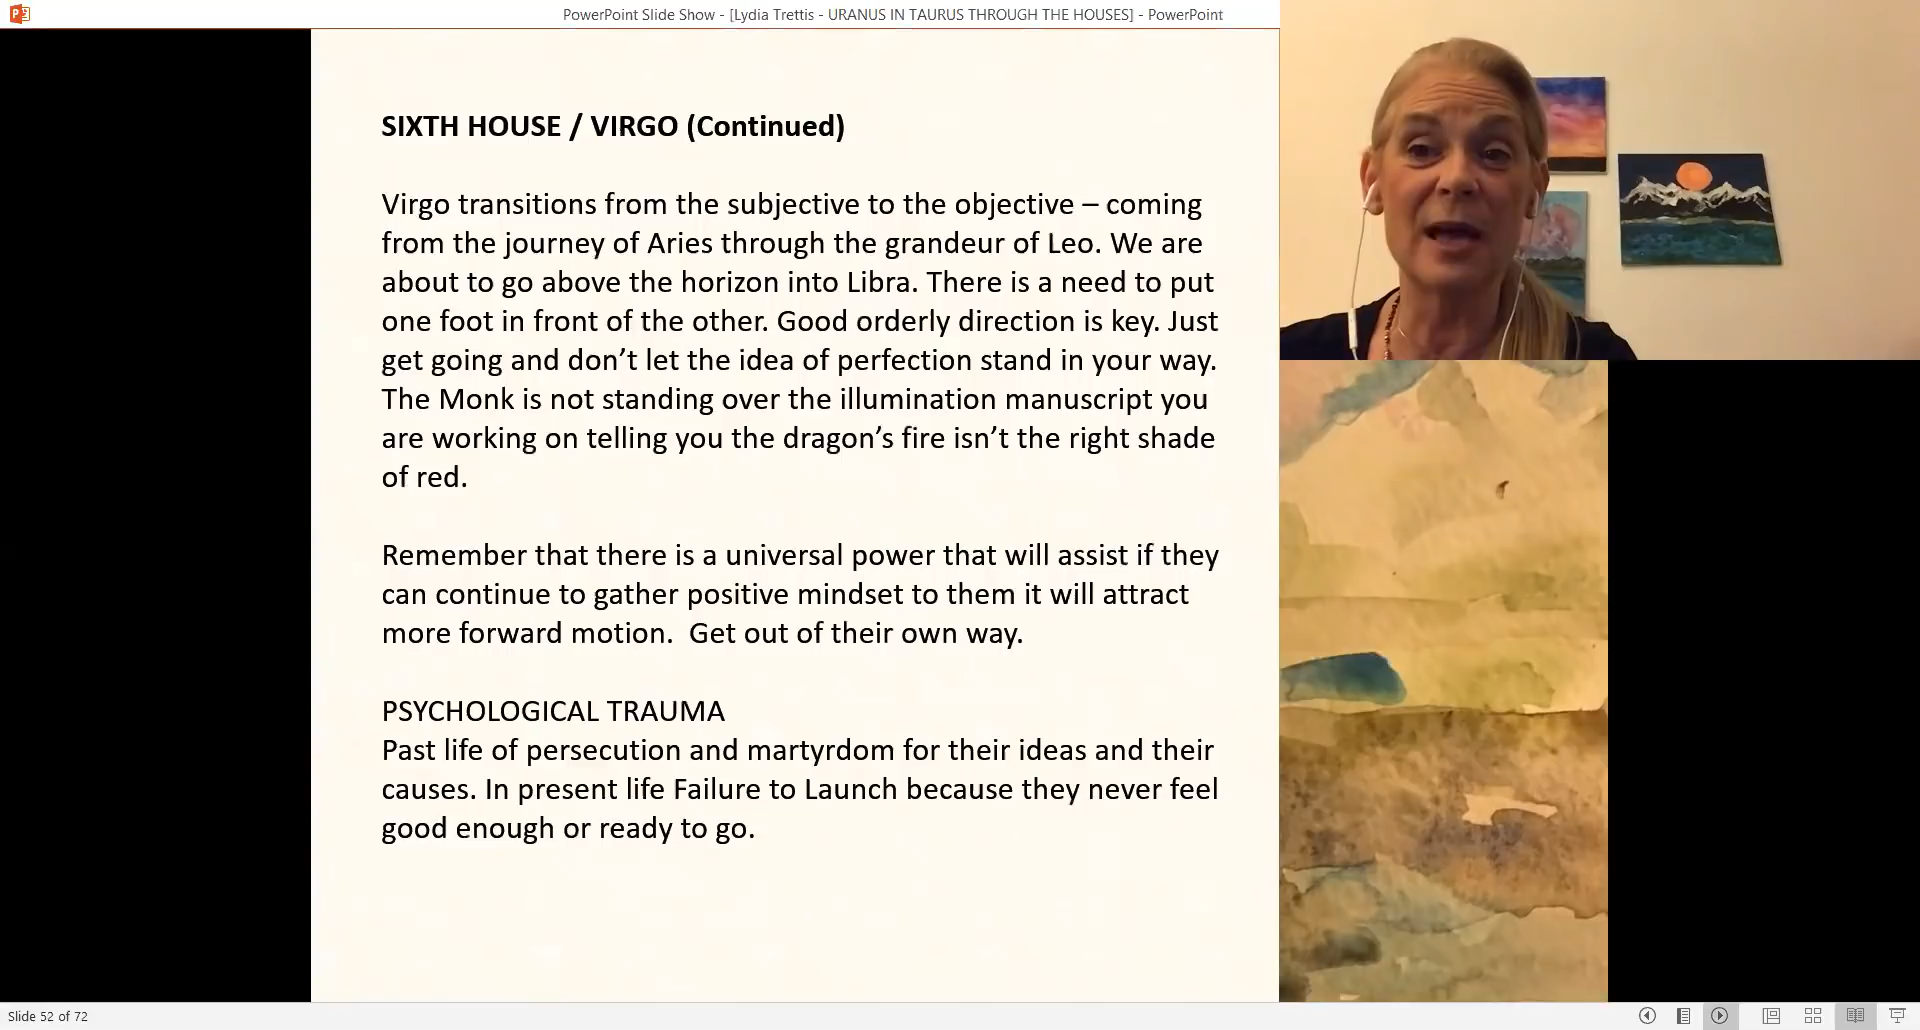 PowerPoint Slide Show - [Lydia Trettis - URANUS IN TAURUS THROUGH THE HOUSES] - PowerPoint
SIXTH HOUSE / VIRGO (Continued)
Virgo transitions from the subjective to the objective – coming
from the journey of Aries through the grandeur of Leo. We are
about to go above the horizon into Libra. There is a need to put
one foot in front of the other. Good orderly direction is key. Just
get going and don’t let the idea of perfection stand in your way.
The Monk is not standing over the illumination manuscript you
are working on telling you the dragon’s fire isn’t the right shade
of red.
Remember that there is a universal power that will assist if they
can continue to gather positive mindset to them it will attract
more forward motion.  Get out of their own way.
PSYCHOLOGICAL TRAUMA
Past life of persecution and martyrdom for their ideas and their
causes. In present life Failure to Launch because they never feel
good enough or ready to go.
Slide 52 of 72